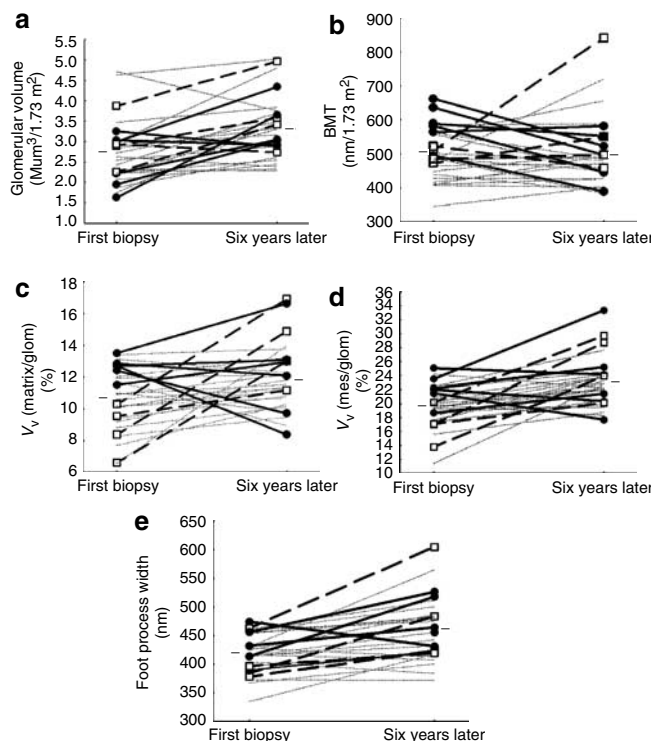 a
Glomerular volume
(Mum³/1.73 m²)
5.5
5.0
4.5
4.0
3.5
3.0
2.5
2.0
1.5
1.0
First biopsy Six years later
b
BMT
(nm/1.73 m²)
900
800
700
600
500
400
300
First biopsy Six years later
c
Vv (matrix/glom)
(%)
18
16
14
12
10
8
6
First biopsy Six years later
d
Vv (mes/glom)
(%)
36
34
32
30
28
26
24
22
20
18
16
14
12
10
First biopsy Six years later
e
Foot process width
(nm)
650
600
550
500
450
400
350
300
First biopsy Six years later